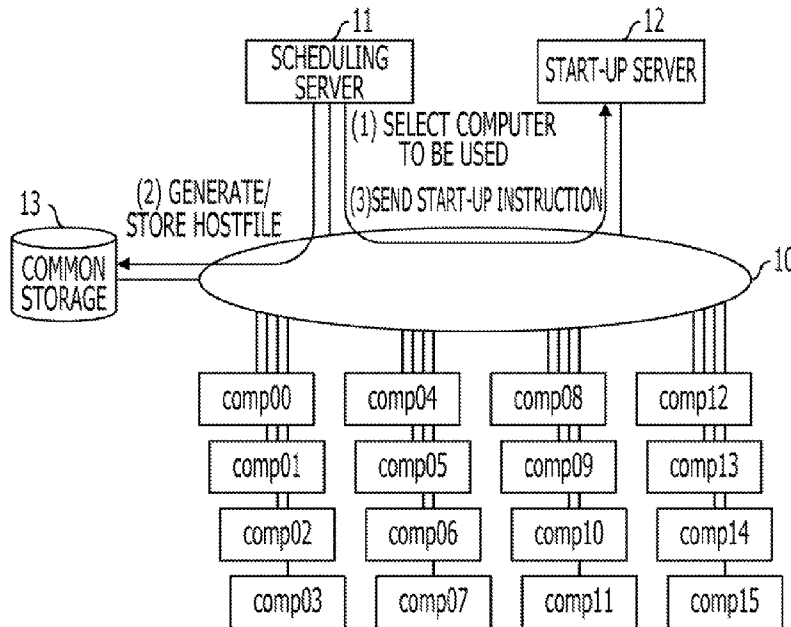 11
SCHEDULING
SERVER
12
START-UP SERVER
(1) SELECT COMPUTER
TO BE USED
(2) GENERATE/
STORE HOSTFILE
(3)SEND START-UP INSTRUCTION
13
COMMON
STORAGE
10
comp00
comp04
comp08
comp12
comp01
comp05
comp09
comp13
comp02
comp06
comp10
comp14
comp03
comp07
comp11
comp15